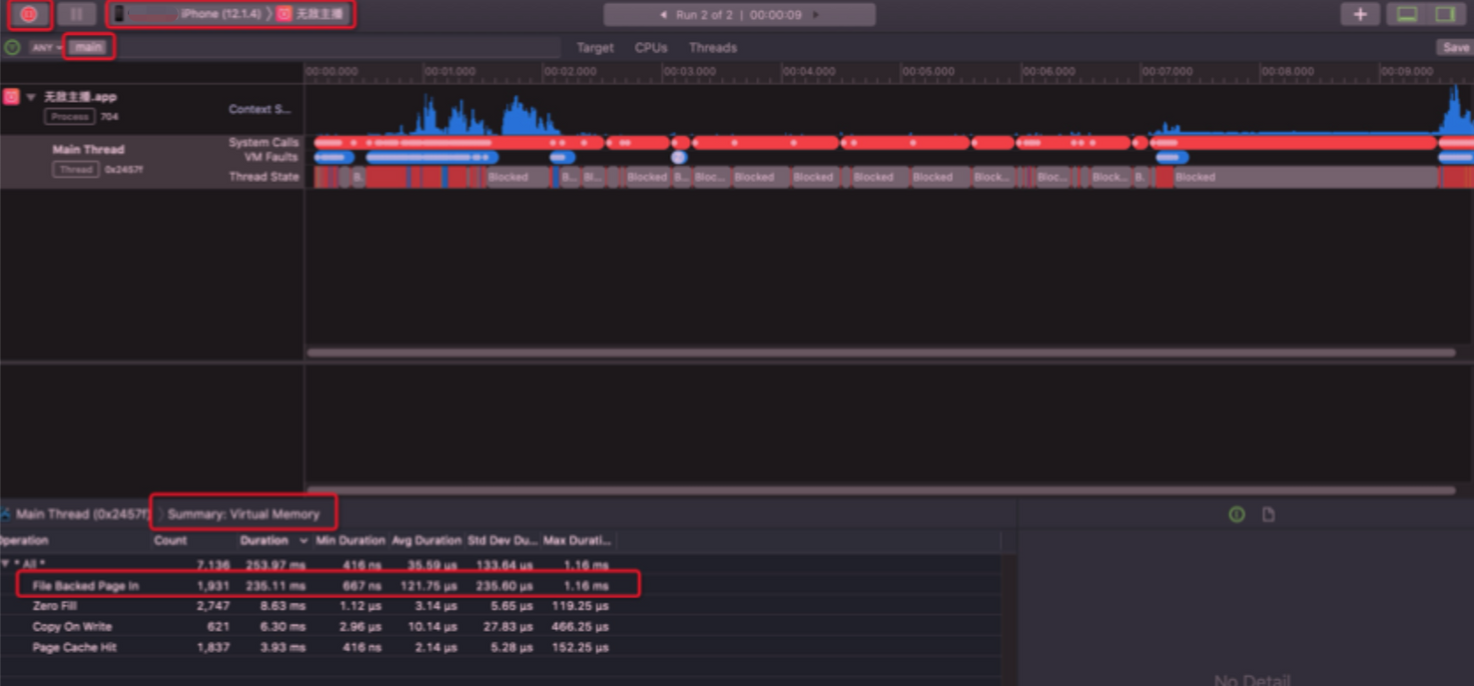 iPhone (12.1.4) 〉 无敌主播
Run 2 of 2 | 00:00:09
ANY main
Target CPUs Threads Save
00:00.000 00:01.000 00:02.000 00:03.000 00:04.000 00:05.000 00:06.000 00:07.000 00:08.000 00:09.000
无敌主播.app
Process 704
Context S...
Main Thread
Thread 0x2457f
System Calls
VM Faults
Thread State
B. Blocked B... Bl... Blocked B... Bloc... Blocked Blocked Blocked Blocked Block... Bloc... Block... B. Blocked
Main Thread (0x2457f) 〉 Summary: Virtual Memory
Operation Count Duration Min Duration Avg Duration Std Dev Du... Max Durati...
* All * 7,136 253.97 ms 416 ns 35.59 µs 133.64 µs 1.16 ms
File Backed Page In 1,931 235.11 ms 667 ns 121.75 µs 235.60 µs 1.16 ms
Zero Fill 2,747 8.63 ms 1.12 µs 3.14 µs 5.65 µs 119.25 µs
Copy On Write 621 6.30 ms 2.96 µs 10.14 µs 27.83 µs 466.25 µs
Page Cache Hit 1,837 3.93 ms 416 ns 2.14 µs 5.28 µs 152.25 µs
No Detail